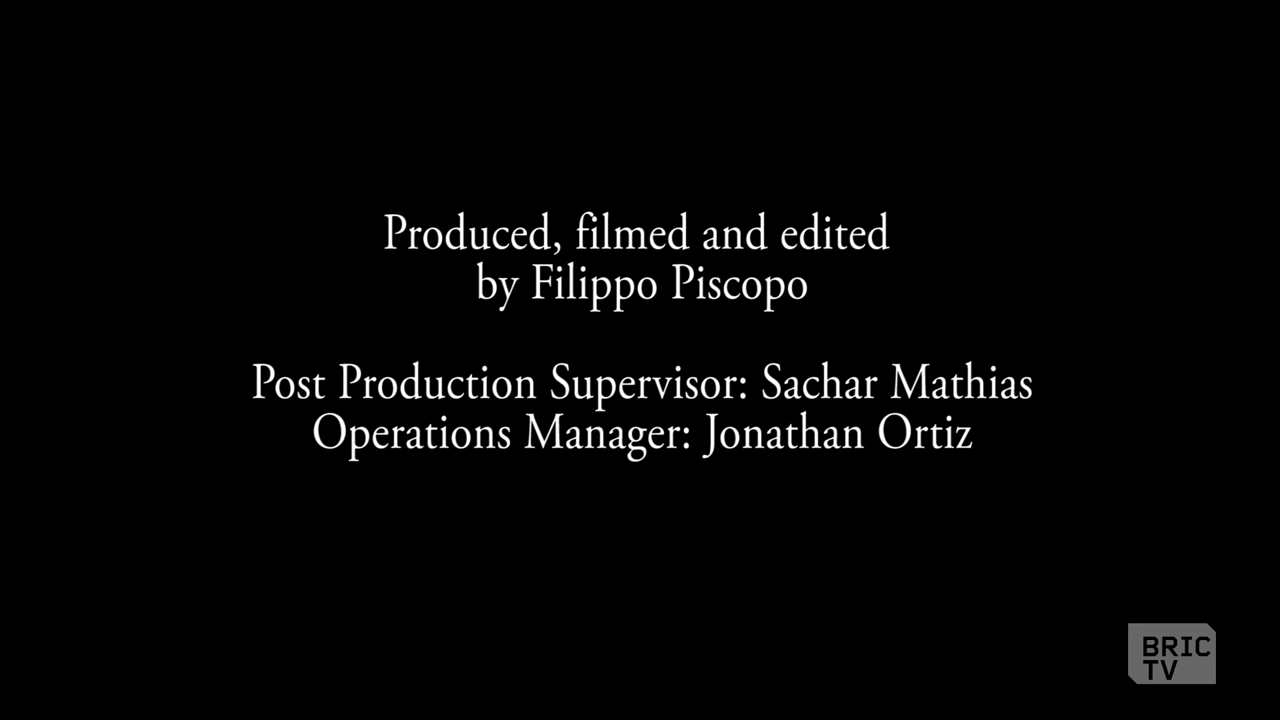 Produced, filmed and edited
by Filippo Piscopo
Post Production Supervisor: Sachar Mathias
Operations Manager: Jonathan Ortiz
BRIC
TV